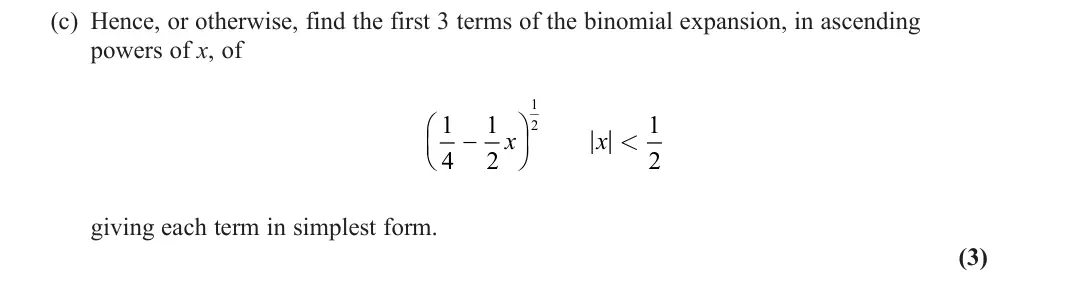 (c) Hence, or otherwise, find the first 3 terms of the binomial expansion, in ascending
powers of x, of
(1/4 − 1/2 x)^(1/2)    |x| < 1/2
giving each term in simplest form.
(3)